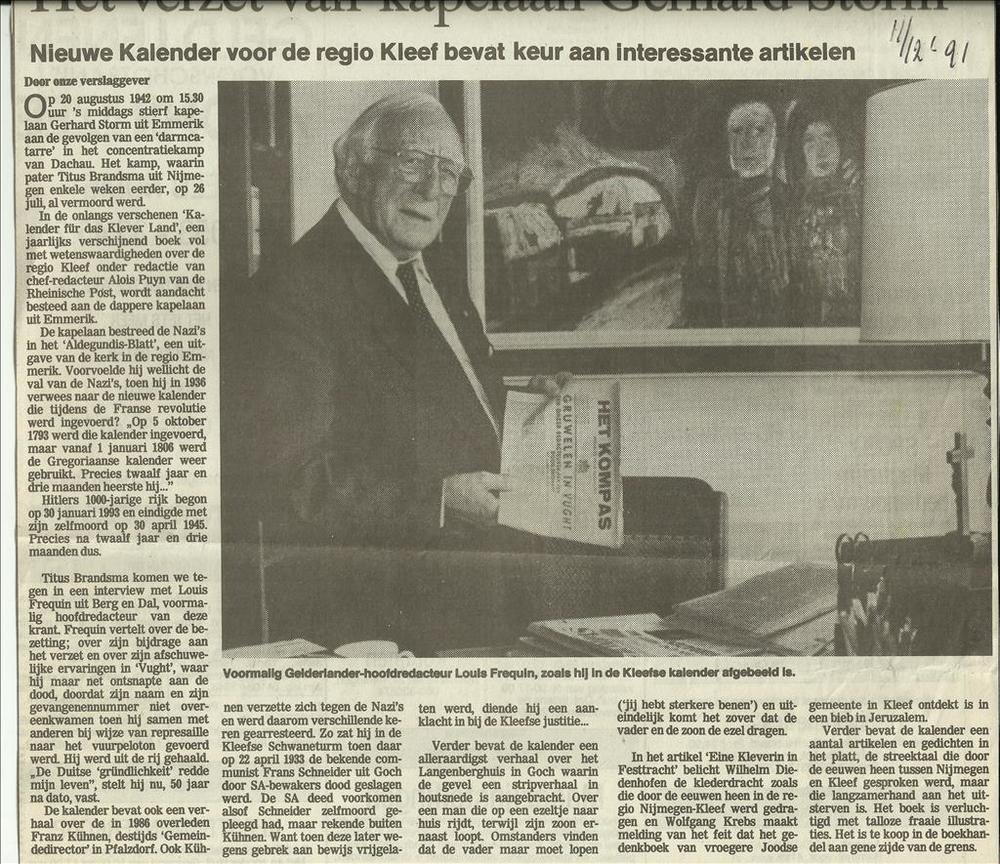 Het verzet van kapelaan Gerhard Storm
Nieuwe Kalender voor de regio Kleef bevat keur aan interessante artikelen
11/12-91
Door onze verslaggever
Op 20 augustus 1942 om 15.30
uur 's middags stierf kape-
laan Gerhard Storm uit Emmerik
aan de gevolgen van een 'darmca-
tarre' in het concentratiekamp
van Dachau. Het kamp, waarin
pater Titus Brandsma uit Nijme-
gen enkele weken eerder, op 26
juli, al vermoord werd.
In de onlangs verschenen 'Ka-
lender für das Klever Land', een
jaarlijks verschijnend boek vol
met wetenswaardigheden over de
regio Kleef onder redactie van
chef-redacteur Alois Puyn van de
Rheinische Post, wordt aandacht
besteed aan de dappere kapelaan
uit Emmerik.
De kapelaan bestreed de Nazi's
in het 'Aldegundis-Blatt', een uit-
gave van de kerk in de regio Em-
merik. Voorvoelde hij wellicht de
val van de Nazi's, toen hij in 1936
verwees naar de nieuwe kalender
die tijdens de Franse revolutie
werd ingevoerd? „Op 5 oktober
1793 werd die kalender ingevoerd,
maar vanaf 1 januari 1806 werd
de Gregoriaanse kalender weer
gebruikt. Precies twaalf jaar en
drie maanden heerste hij..."
Hitlers 1000-jarige rijk begon
op 30 januari 1993 en eindigde met
zijn zelfmoord op 30 april 1945.
Precies na twaalf jaar en drie
maanden dus.
Titus Brandsma komen we te-
gen in een interview met Louis
Frequin uit Berg en Dal, voorma-
lig hoofdredacteur van deze
krant. Frequin vertelt over de be-
zetting; over zijn bijdrage aan
het verzet en over zijn afschuwe-
lijke ervaringen in 'Vught', waar
hij maar net ontsnapte aan de
dood, doordat zijn naam en zijn
gevangenennummer niet over-
eenkwamen toen hij samen met
anderen bij wijze van represaille
naar het vuurpeloton gevoerd
werd. Hij werd uit de rij gehaald.
„De Duitse 'gründlichkeit' redde
mijn leven", stelt hij nu, 50 jaar
na dato, vast.
De kalender bevat ook een ver-
haal over de in 1986 overleden
Franz Kühnen, destijds 'Gemein-
dedirector' in Pfalzdorf. Ook Küh-
HET KOMPAS
GRUWELEN IN VUGHT
Voormalig Gelderlander-hoofdredacteur Louis Frequin, zoals hij in de Kleefse kalender afgebeeld is.
nen verzette zich tegen de Nazi's
en werd daarom verschillende ke-
ren gearresteerd. Zo zat hij in de
Kleefse Schwaneturm toen daar
op 22 april 1933 de bekende com-
munist Frans Schneider uit Goch
door SA-bewakers dood geslagen
werd. De SA deed voorkomen
alsof Schneider zelfmoord ge-
pleegd had, maar rekende buiten
Kühnen. Want toen deze later we-
gens gebrek aan bewijs vrijgela-
ten werd, diende hij een aan-
klacht in bij de Kleefse justitie...
Verder bevat de kalender een
alleraardigst verhaal over het
Langenberghuis in Goch waarin
de gevel een stripverhaal in
houtsnede is aangebracht. Over
een man die op een ezeltje naar
huis rijdt, terwijl zijn zoon er-
naast loopt. Omstanders vinden
dat de vader maar moet lopen
('jij hebt sterkere benen') en uit-
eindelijk komt het zover dat de
vader en de zoon de ezel dragen.
In het artikel 'Eine Kleverin in
Festtracht' belicht Wilhelm Die-
denhofen de klederdracht zoals
die door de eeuwen heen in de re-
gio Nijmegen-Kleef werd gedra-
gen en Wolfgang Krebs maakt
melding van het feit dat het ge-
denkboek van vroegere Joodse
gemeente in Kleef ontdekt is in
een bieb in Jeruzalem.
Verder bevat de kalender een
aantal artikelen en gedichten in
het platt, de streektaal die door
de eeuwen heen tussen Nijmegen
en Kleef gesproken werd, maar
die langzamerhand aan het uit-
sterven is. Het boek is verluch-
tigd met talloze fraaie illustra-
ties. Het is te koop in de boekhan-
del aan gene zijde van de grens.